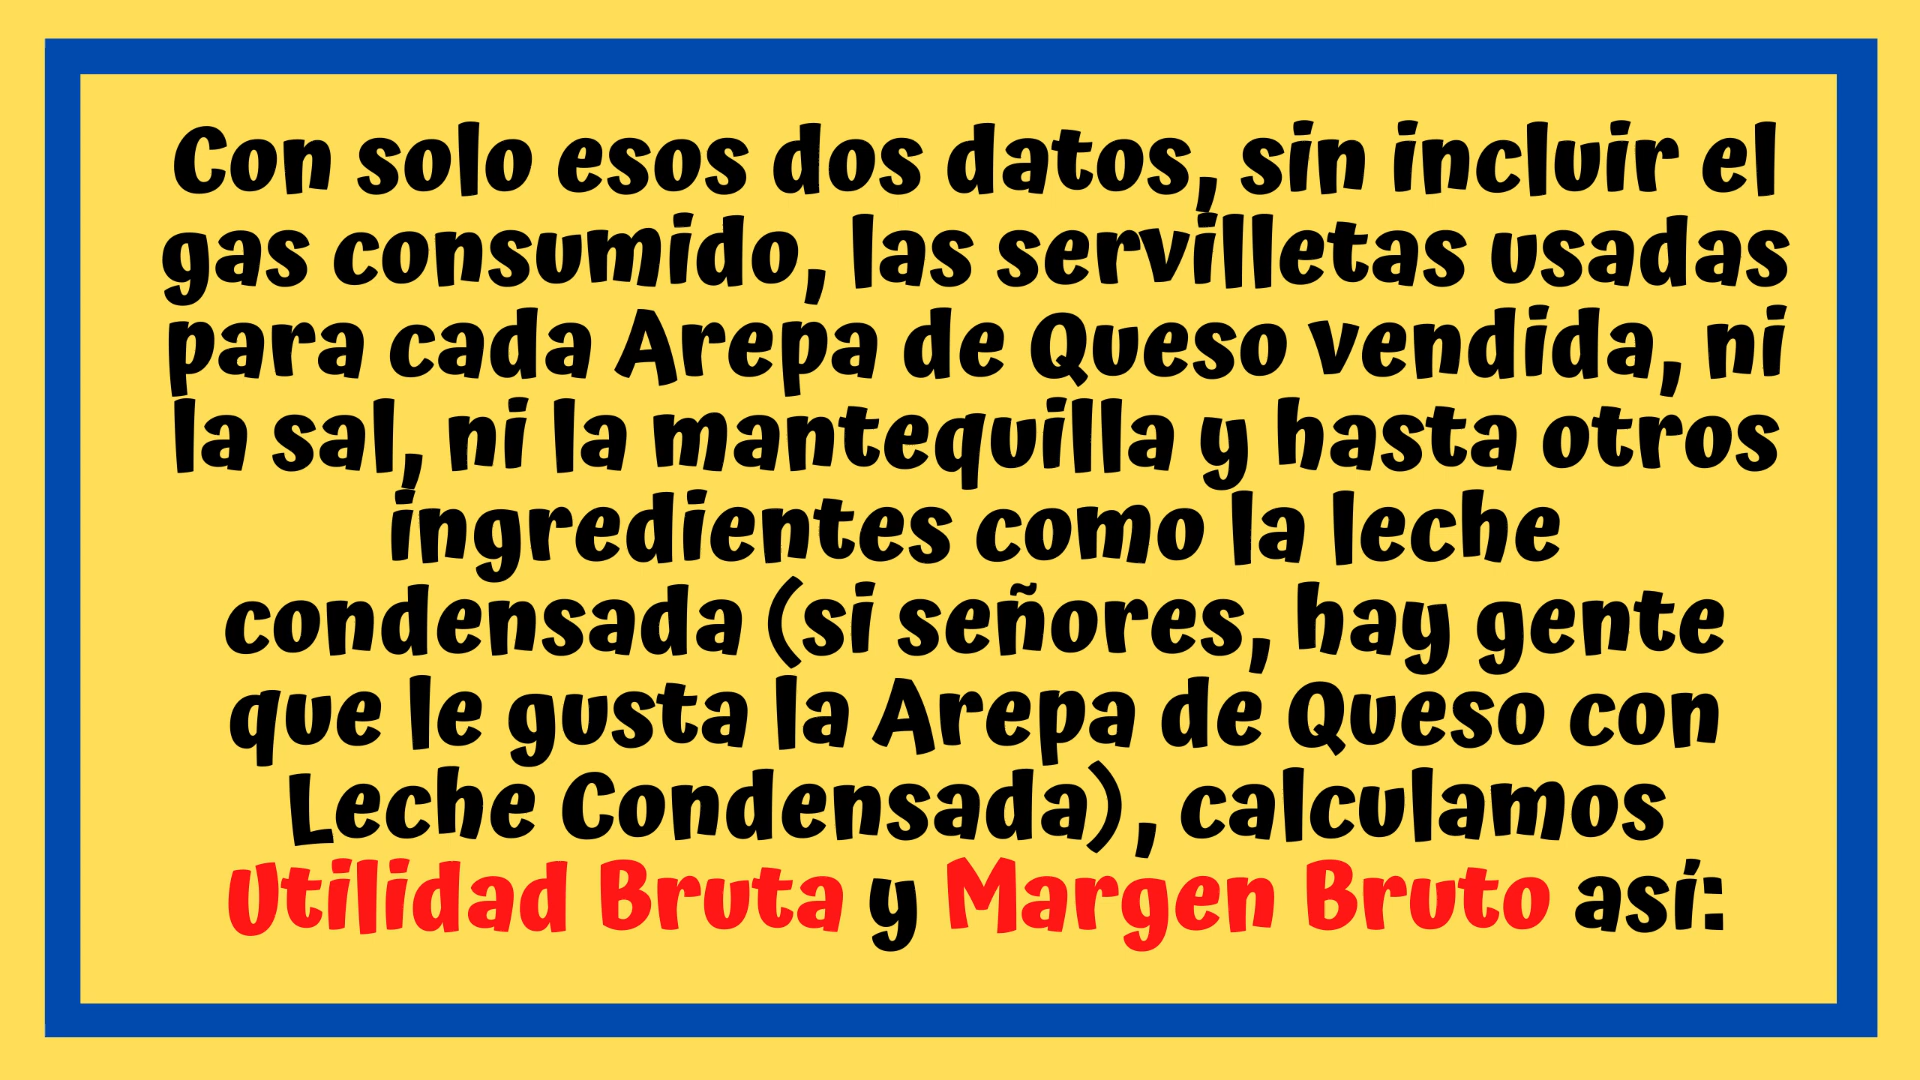 Con solo esos dos datos, sin incluir el
gas consumido, las servilletas usadas
para cada Arepa de Queso vendida, ni
la sal, ni la mantequilla y hasta otros
ingredientes como la leche
condensada (si señores, hay gente
que le gusta la Arepa de Queso con
Leche Condensada), calculamos
Utilidad Bruta y Margen Bruto así: